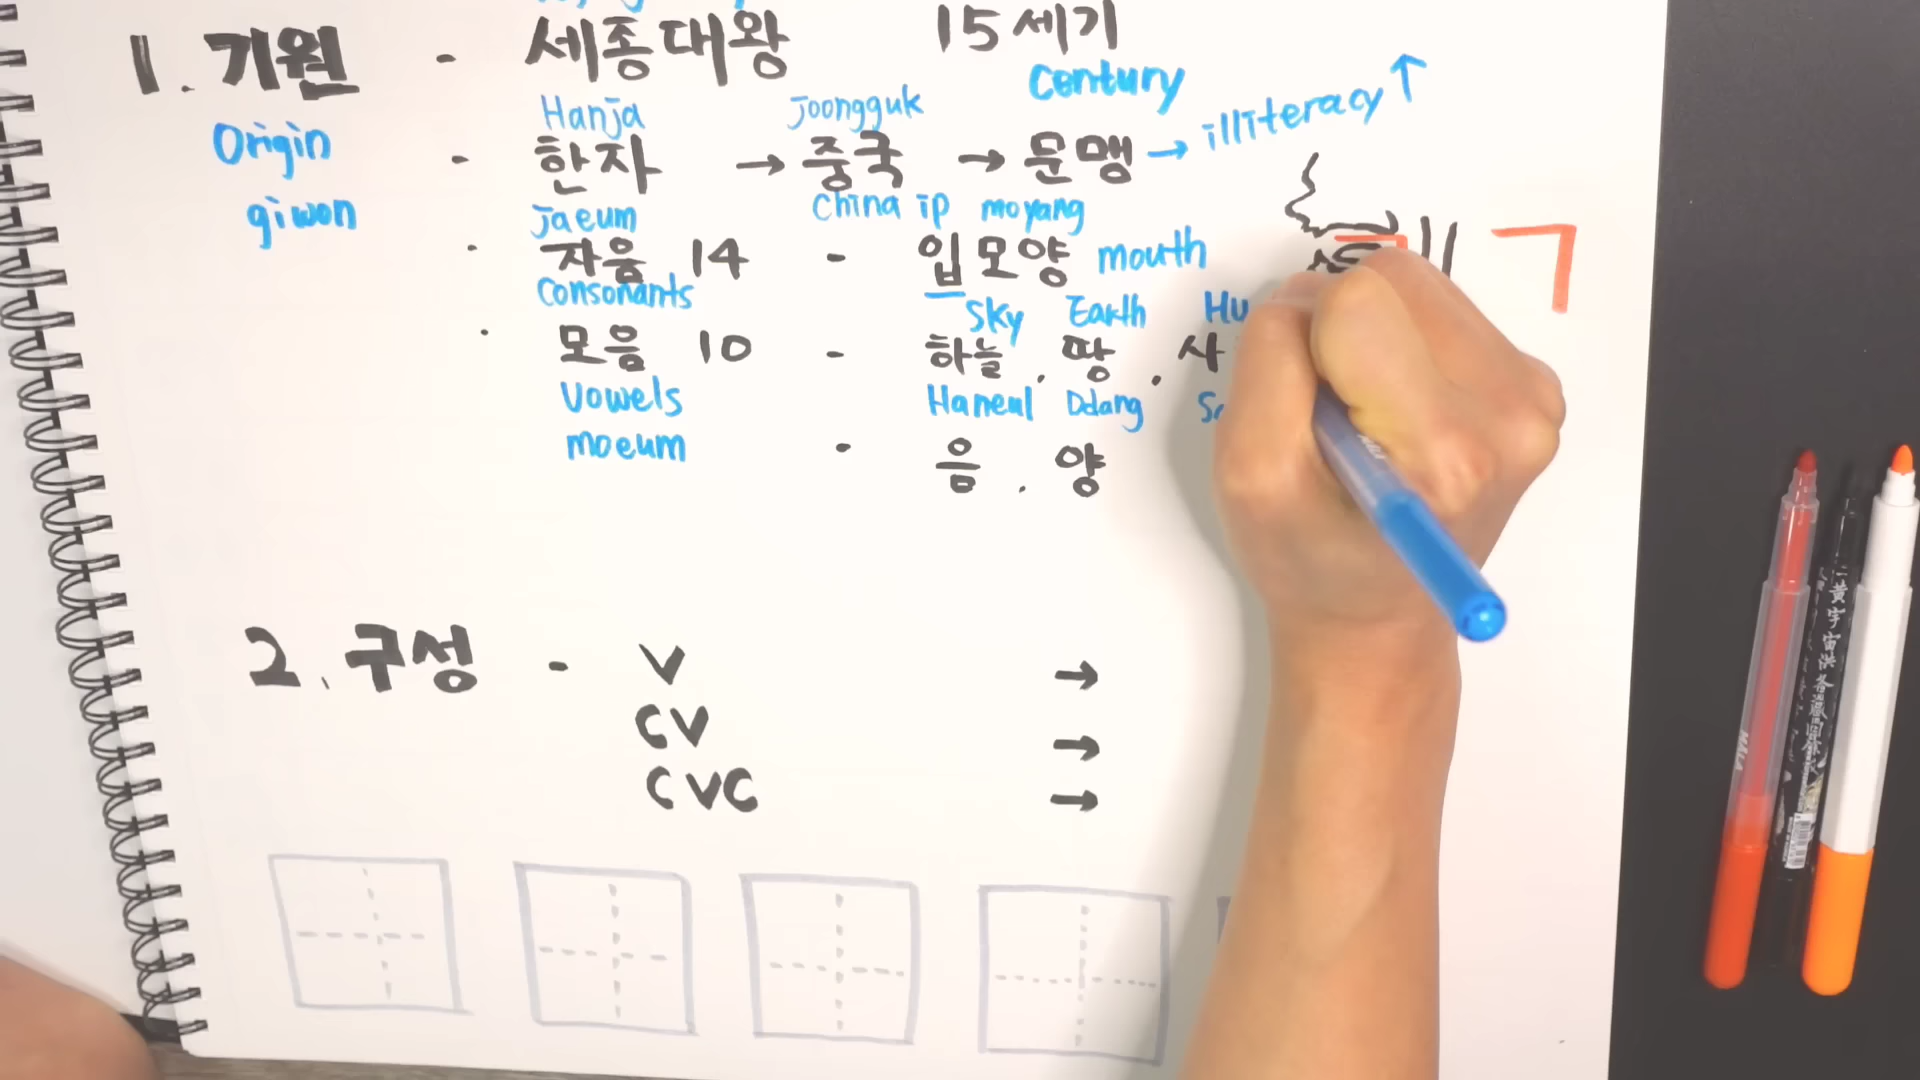 1. 기원 - 세종대왕 15세기
Century
Origin
giwon
Hanja Joongguk
- 한자 → 중국 → 문맹 → illiteracy ↑
Jaeum China ip moyang
· 자음 14 - 입모양 mouth ㄱ
Consonants Sky Earth Hu
· 모음 10 - 하늘 . 땅 . 사
Vowels Haneul Ddang
moeum · 음 . 양
2. 구성 - V →
CV →
CVC →
MALA
MALA